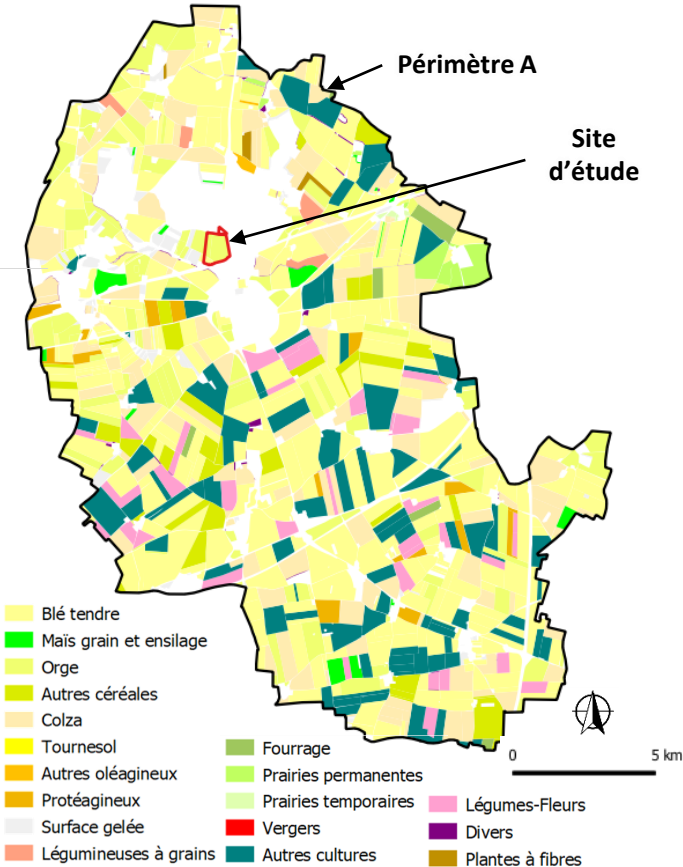 Périmètre A
Site
d'étude
Blé tendre
Maïs grain et ensilage
Orge
Autres céréales
Colza
Tournesol
Autres oléagineux
Protéagineux
Surface gelée
Légumineuses à grains
Fourrage
Prairies permanentes
Prairies temporaires
Vergers
Autres cultures
Légumes-Fleurs
Divers
Plantes à fibres
0 5 km